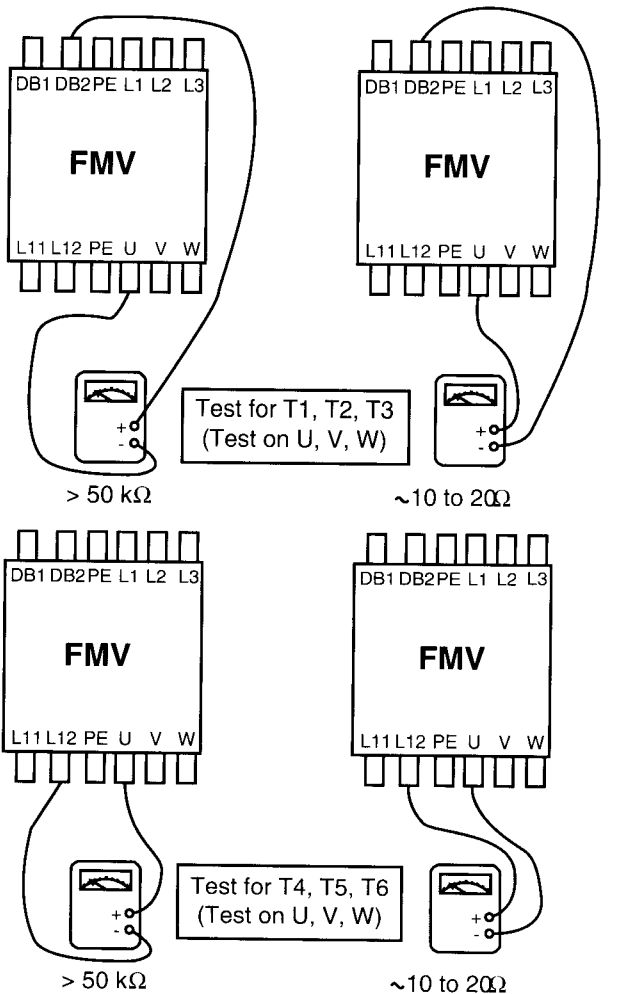 DB1 DB2 PE L1 L2 L3
FMV
L11 L12 PE U V W
+
-
> 50 kΩ
DB1 DB2 PE L1 L2 L3
FMV
L11 L12 PE U V W
+
-
~10 to 20Ω
Test for T1, T2, T3
(Test on U, V, W)
DB1 DB2 PE L1 L2 L3
FMV
L11 L12 PE U V W
+
-
> 50 kΩ
DB1 DB2 PE L1 L2 L3
FMV
L11 L12 PE U V W
+
-
~10 to 20Ω
Test for T4, T5, T6
(Test on U, V, W)